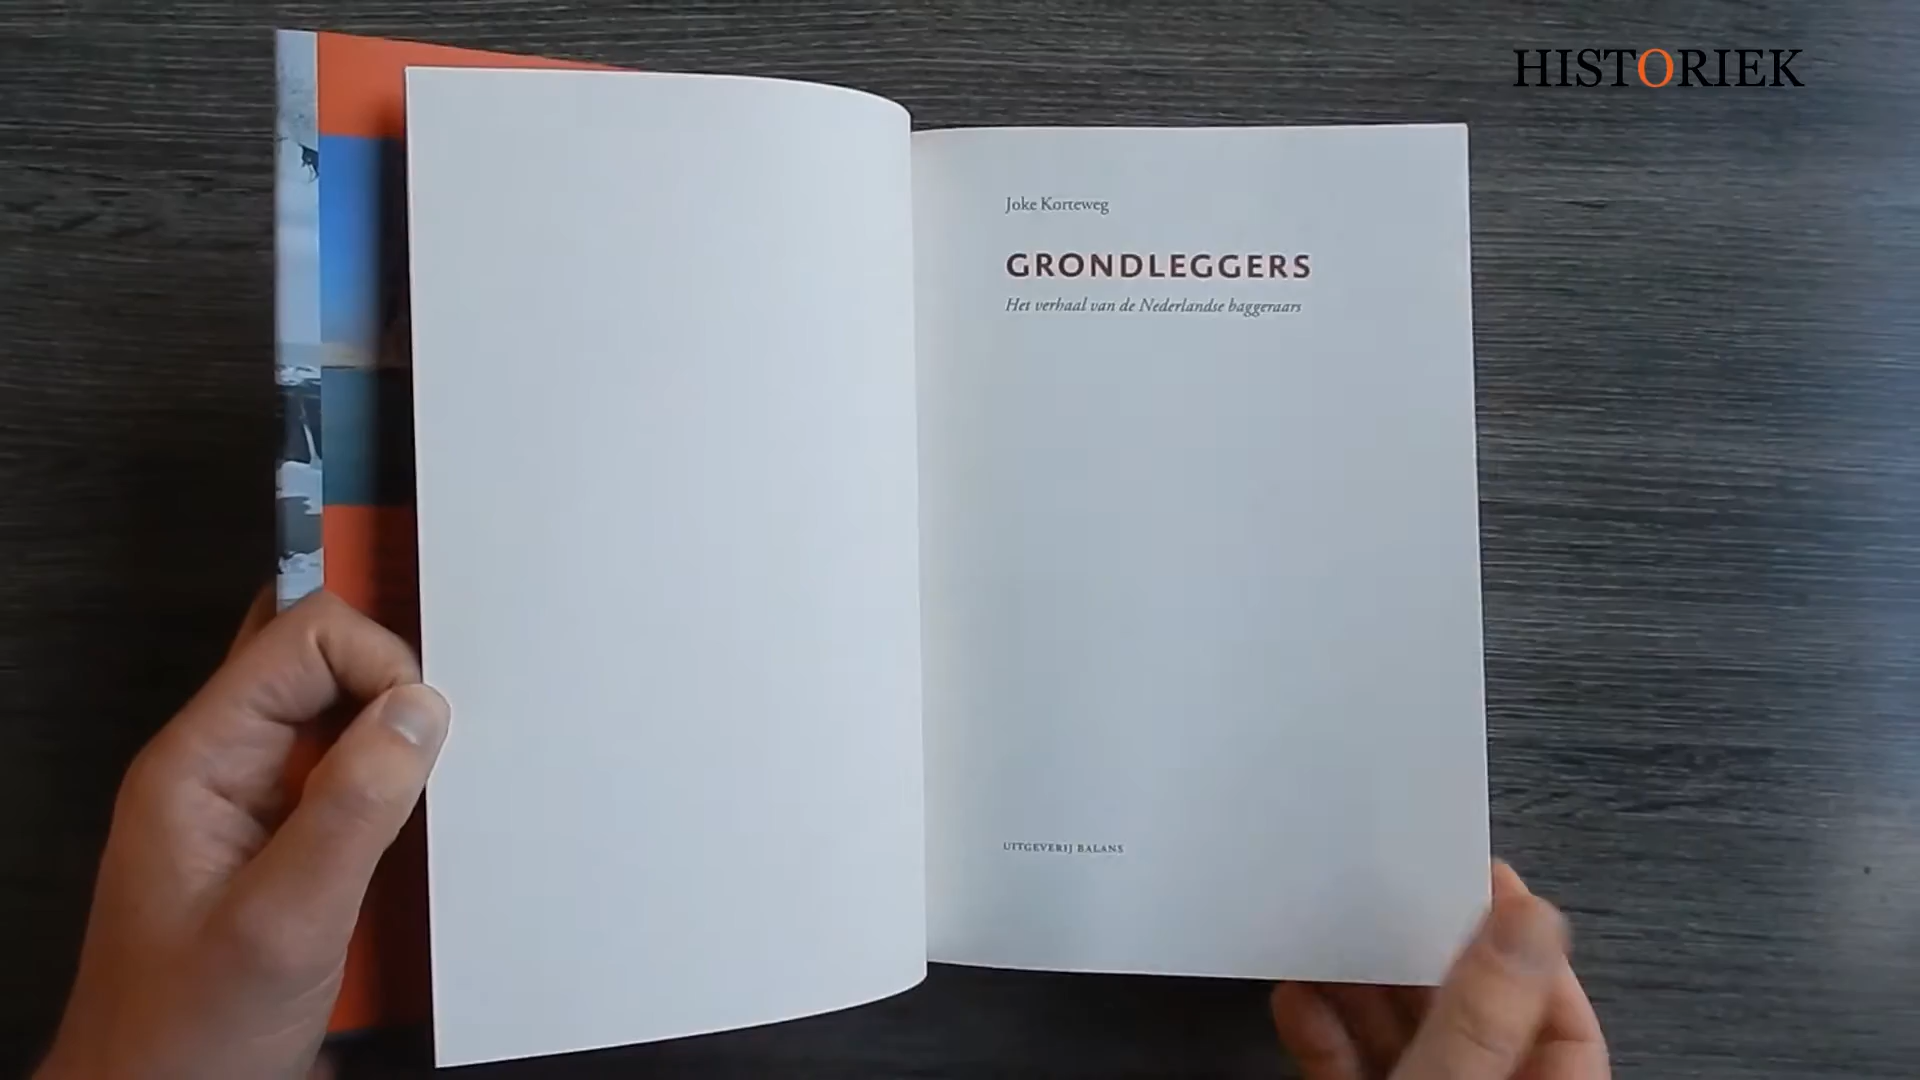 HISTORIEK
Joke Korteweg
GRONDLEGGERS
Het verhaal van de Nederlandse baggeraars
UITGEVERIJ BALANS